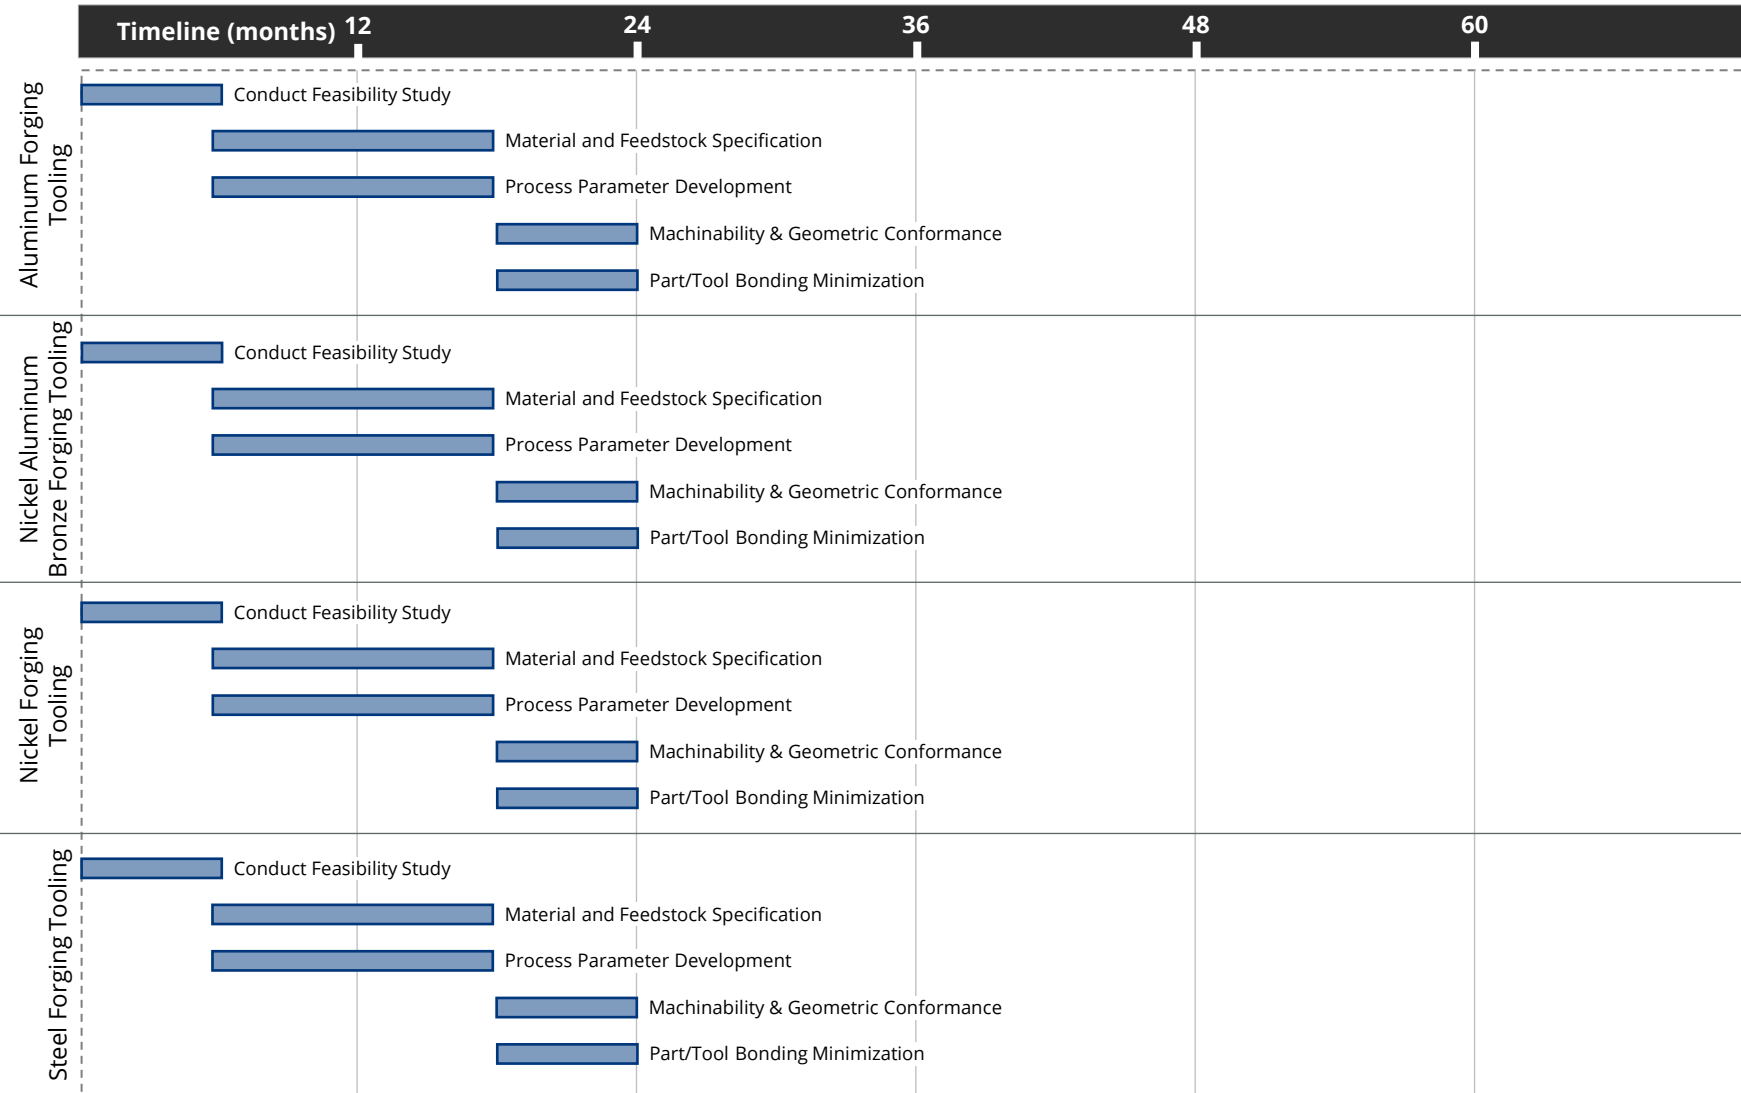 Timeline (months) 12 24 36 48 60
Aluminum Forging
Tooling
Conduct Feasibility Study
Material and Feedstock Specification
Process Parameter Development
Machinability & Geometric Conformance
Part/Tool Bonding Minimization
Nickel Aluminum
Bronze Forging Tooling
Conduct Feasibility Study
Material and Feedstock Specification
Process Parameter Development
Machinability & Geometric Conformance
Part/Tool Bonding Minimization
Nickel Forging
Tooling
Conduct Feasibility Study
Material and Feedstock Specification
Process Parameter Development
Machinability & Geometric Conformance
Part/Tool Bonding Minimization
Steel Forging Tooling
Conduct Feasibility Study
Material and Feedstock Specification
Process Parameter Development
Machinability & Geometric Conformance
Part/Tool Bonding Minimization